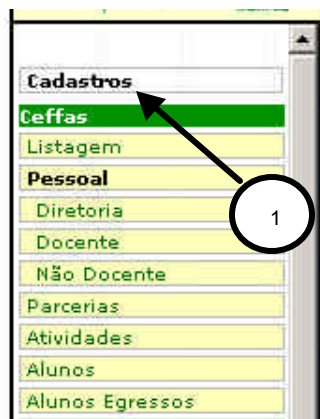 Cadastros
Ceffas
Listagem
Pessoal
Diretoria
Docente
Não Docente
Parcerias
Atividades
Alunos
Alunos Egressos
1